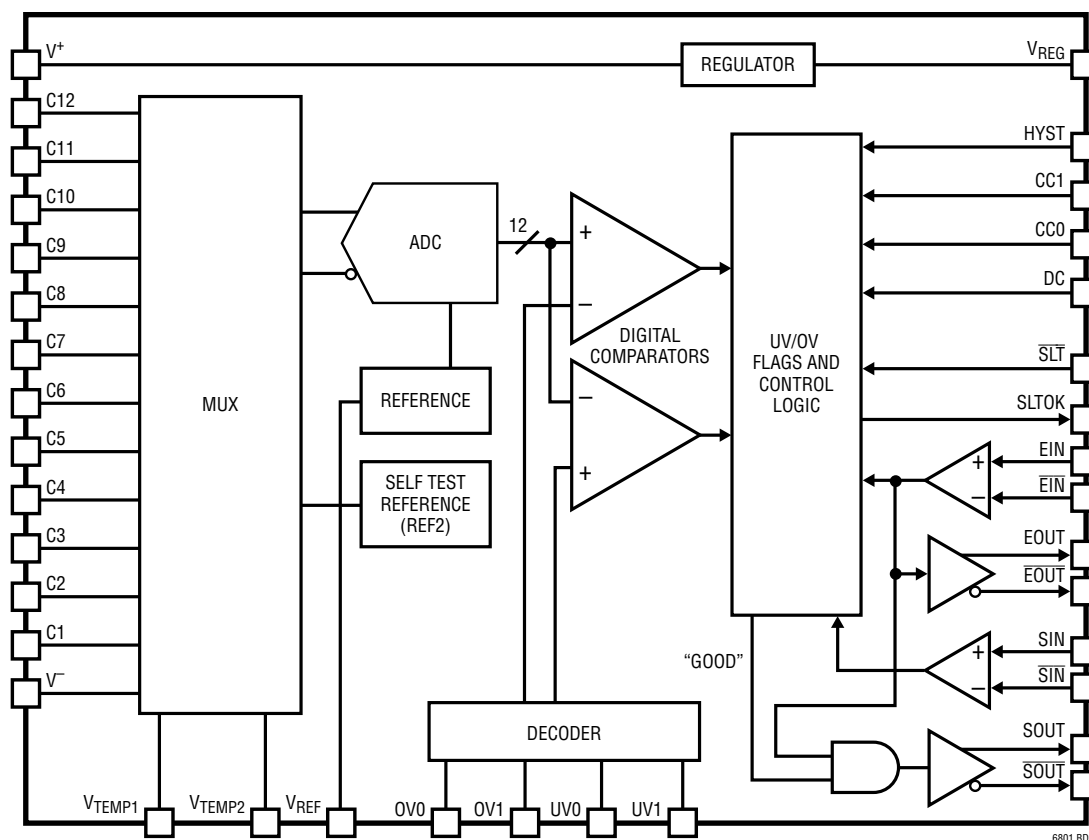 V+
REGULATOR
VREG
C12
C11
C10
C9
C8
C7
C6
C5
C4
C3
C2
C1
V–
MUX
ADC
12
REFERENCE
SELF TEST
REFERENCE
(REF2)
+
–
DIGITAL
COMPARATORS
–
+
UV/OV
FLAGS AND
CONTROL
LOGIC
HYST
CC1
CC0
DC
SLT
SLTOK
EIN
+
EIN
–
EOUT
EOUT
SIN
+
SIN
–
SOUT
SOUT
"GOOD"
DECODER
VTEMP1
VTEMP2
VREF
OV0
OV1
UV0
UV1
6801 BD